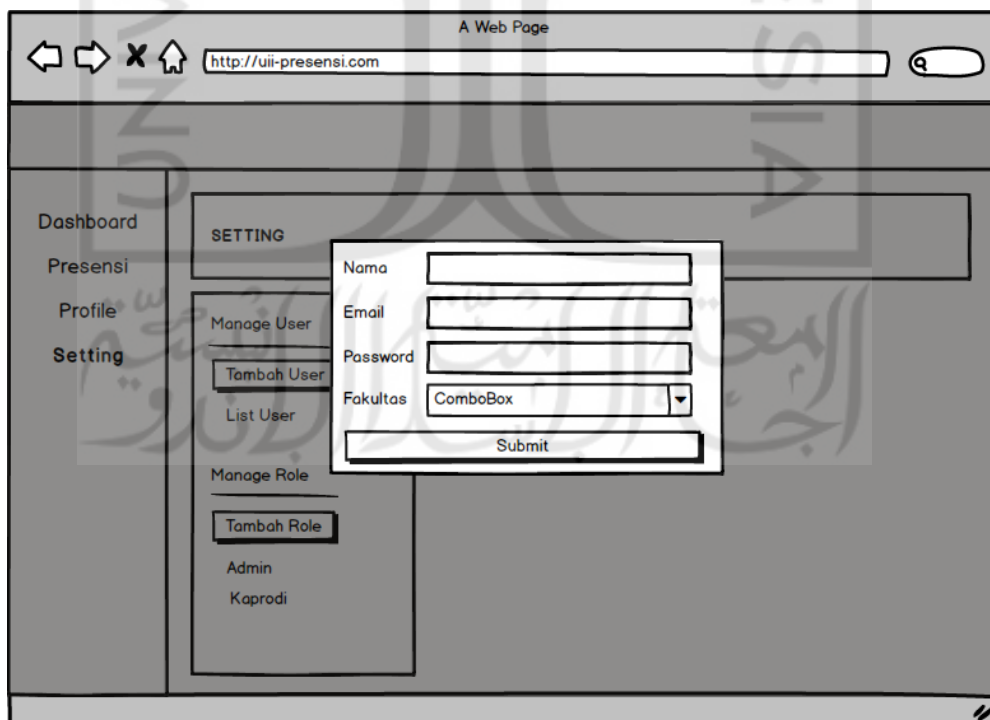 A Web Page
http://uii-presensi.com
Dashboard
Presensi
Profile
Setting
SETTING
Manage User
Tambah User
List User
Manage Role
Tambah Role
Admin
Kaprodi
Nama
Email
Password
Fakultas
ComboBox
Submit